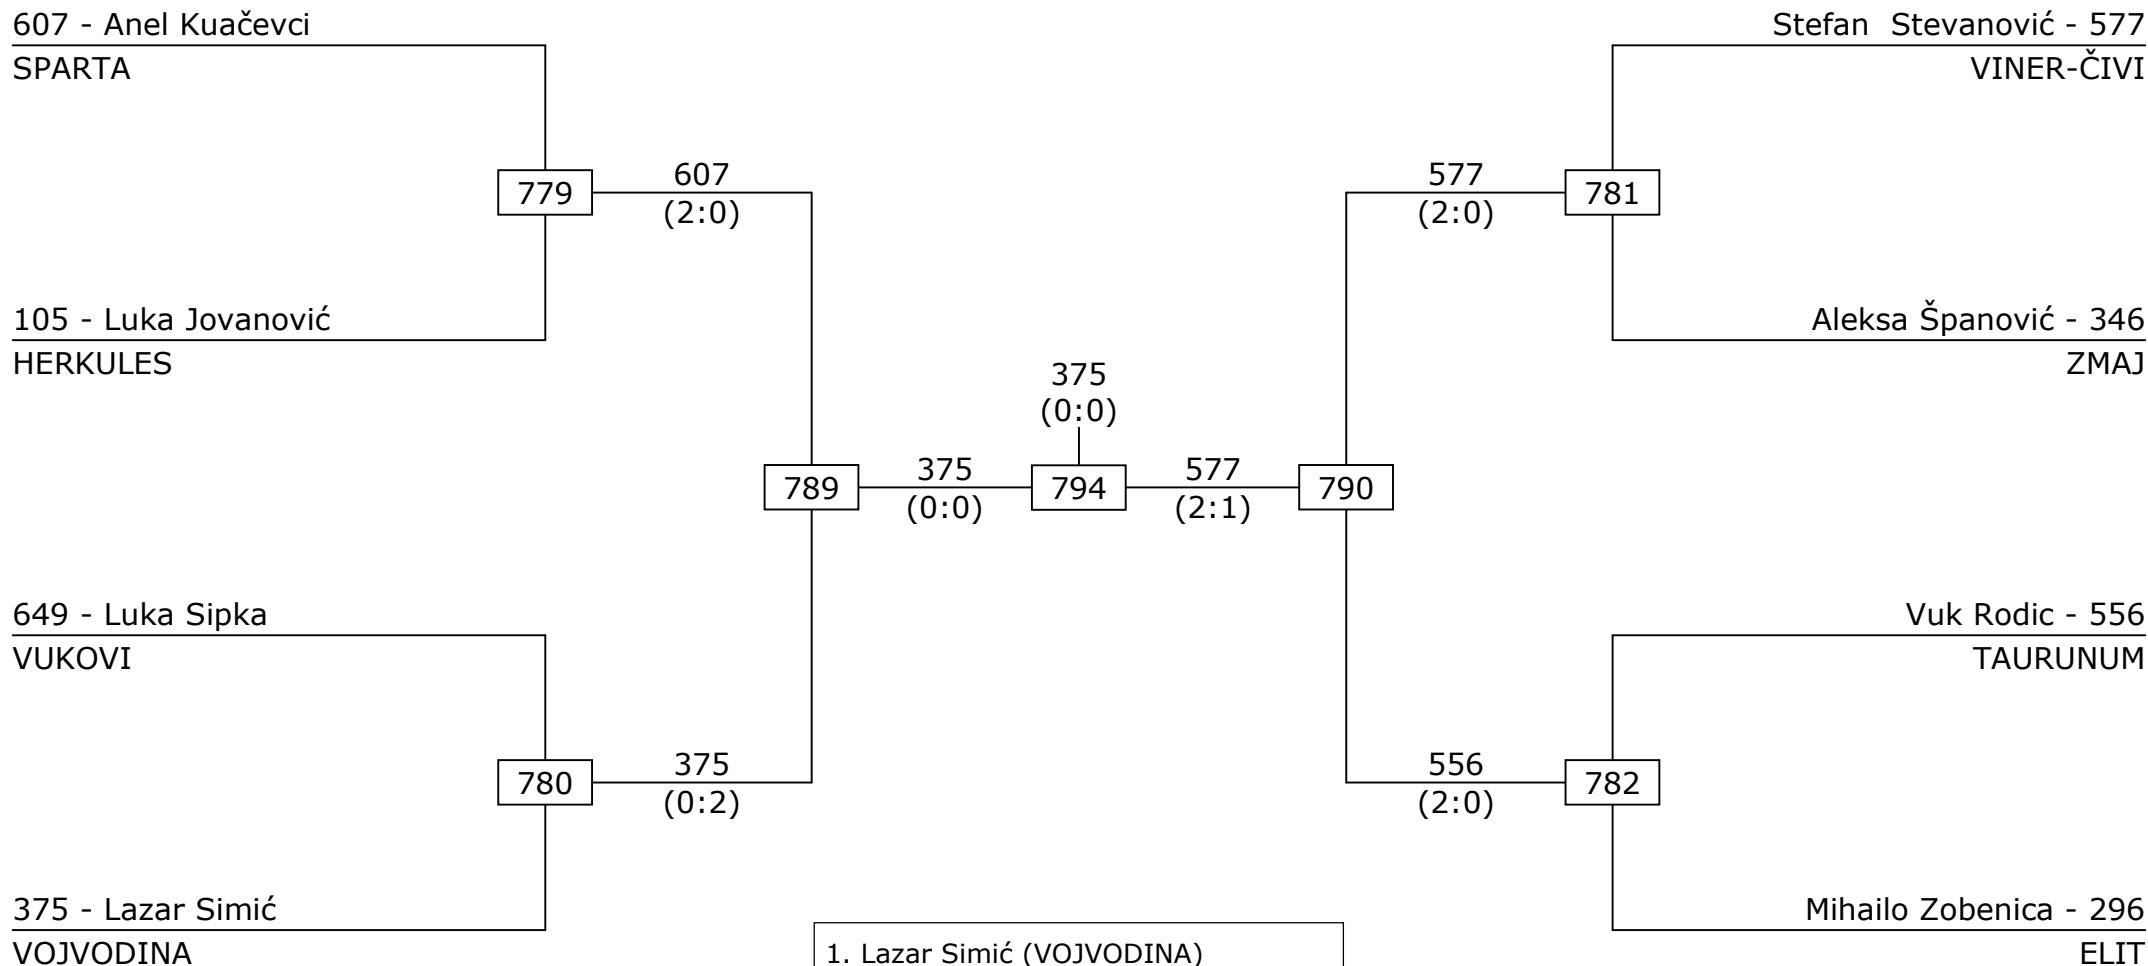 607 - Anel Kuačevci
SPARTA
Stefan  Stevanović - 577
VINER-ČIVI
607
779
(2:0)
577
781
(2:0)
105 - Luka Jovanović
HERKULES
Aleksa Španović - 346
ZMAJ
375
(0:0)
789
375
(0:0)
794
577
(2:1)
790
649 - Luka Sipka
VUKOVI
Vuk Rodic - 556
TAURUNUM
375
780
(0:2)
556
782
(2:0)
375 - Lazar Simić
VOJVODINA
Mihailo Zobenica - 296
ELIT
1. Lazar Simić (VOJVODINA)